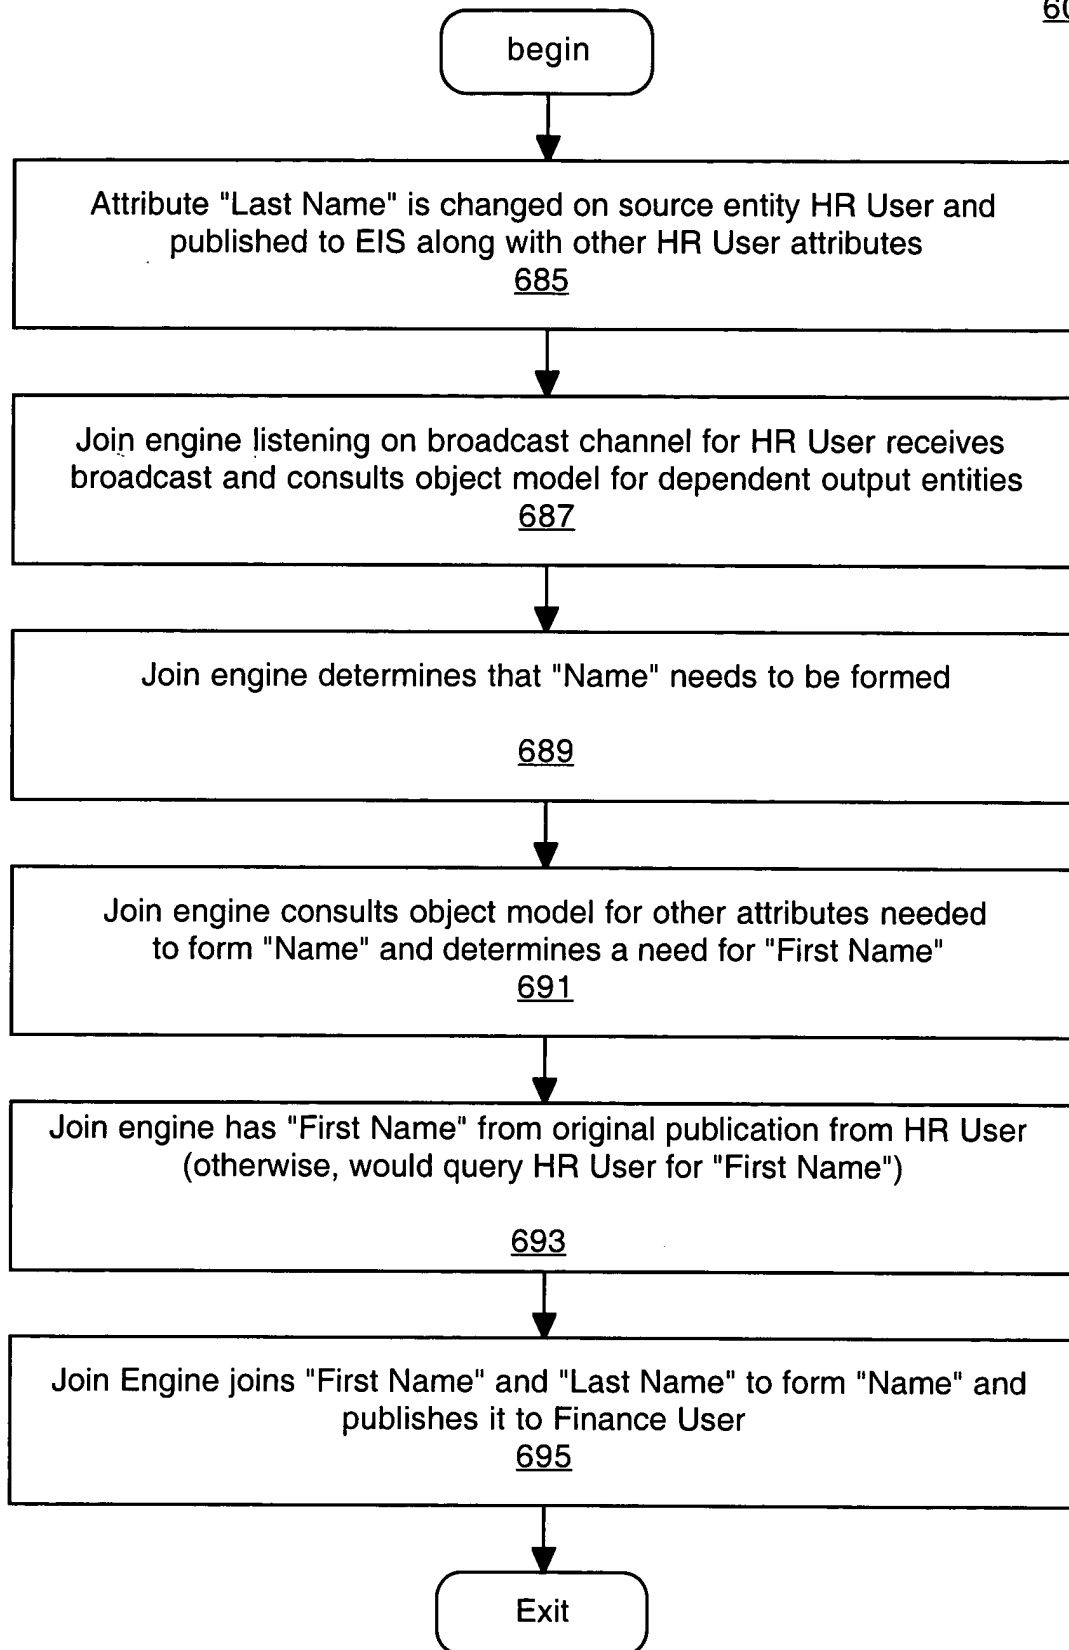 begin
Attribute "Last Name" is changed on source entity HR User and
published to EIS along with other HR User attributes
685
Join engine listening on broadcast channel for HR User receives
broadcast and consults object model for dependent output entities
687
Join engine determines that "Name" needs to be formed
689
Join engine consults object model for other attributes needed
to form "Name" and determines a need for "First Name"
691
Join engine has "First Name" from original publication from HR User
(otherwise, would query HR User for "First Name")
693
Join Engine joins "First Name" and "Last Name" to form "Name" and
publishes it to Finance User
695
Exit